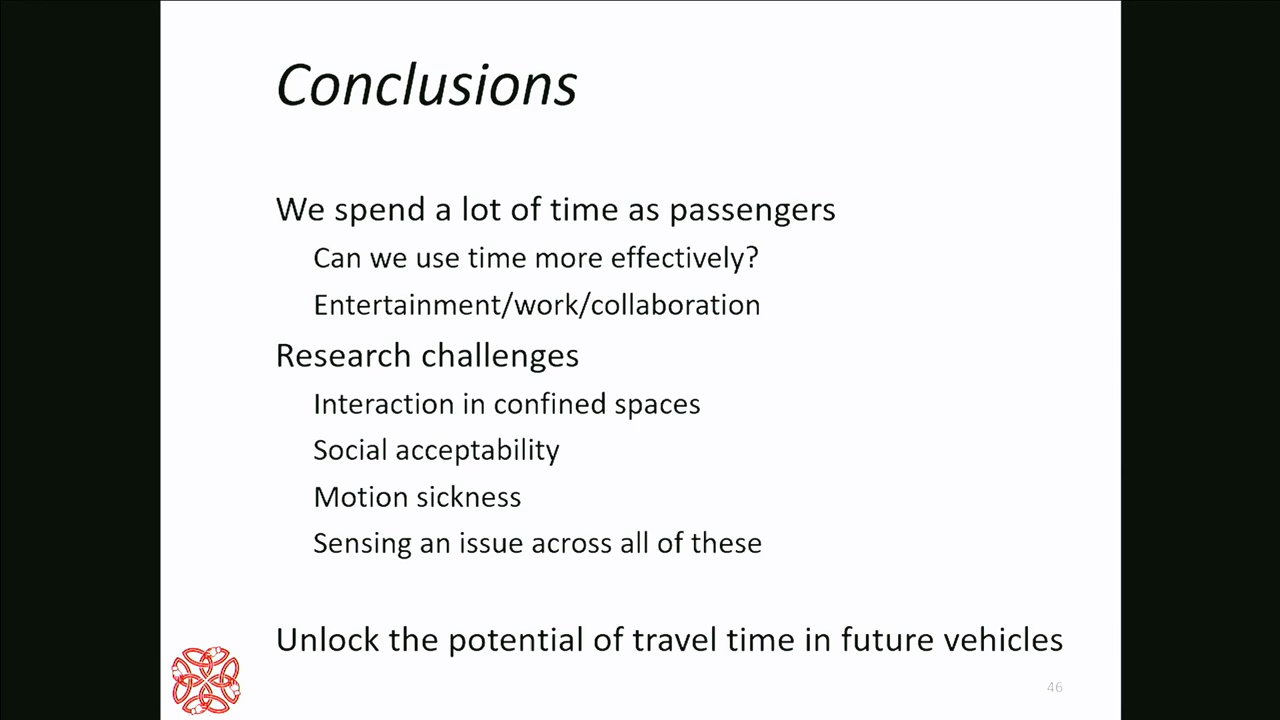 Conclusions
We spend a lot of time as passengers
Can we use time more effectively?
Entertainment/work/collaboration
Research challenges
Interaction in confined spaces
Social acceptability
Motion sickness
Sensing an issue across all of these
Unlock the potential of travel time in future vehicles
46